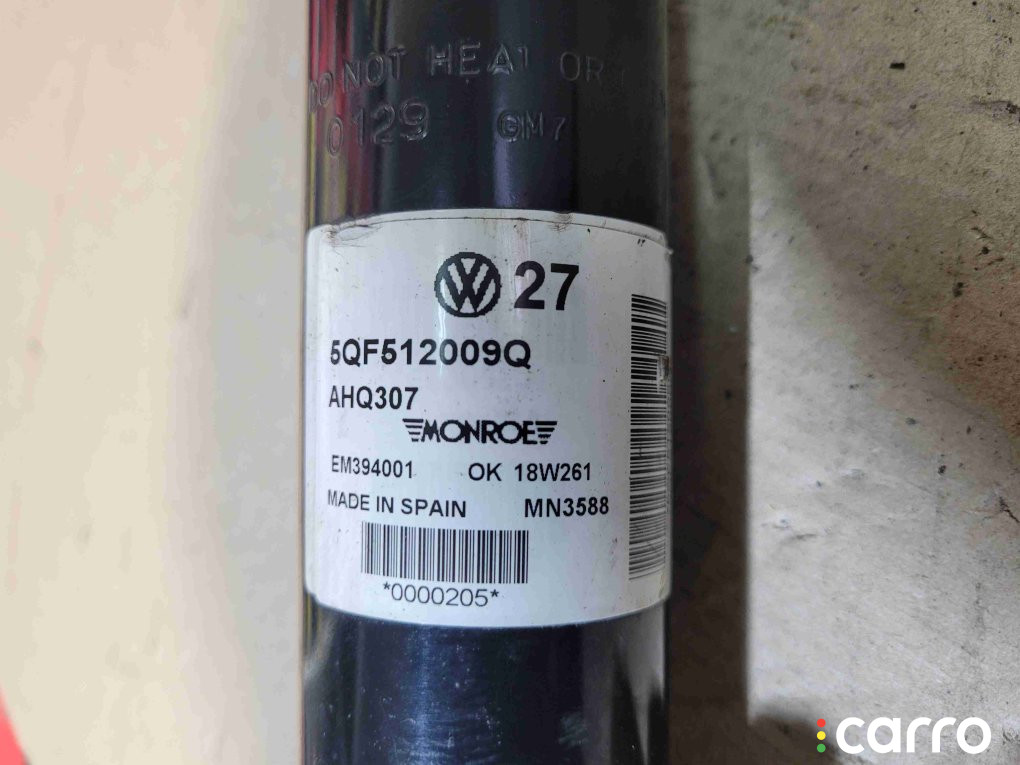 DO NOT HEAT OR
0129 GM7
VW 27
5QF512009Q
AHQ307
MONROE
EM394001 OK 18W261
MADE IN SPAIN MN3588
*0000205*
carro